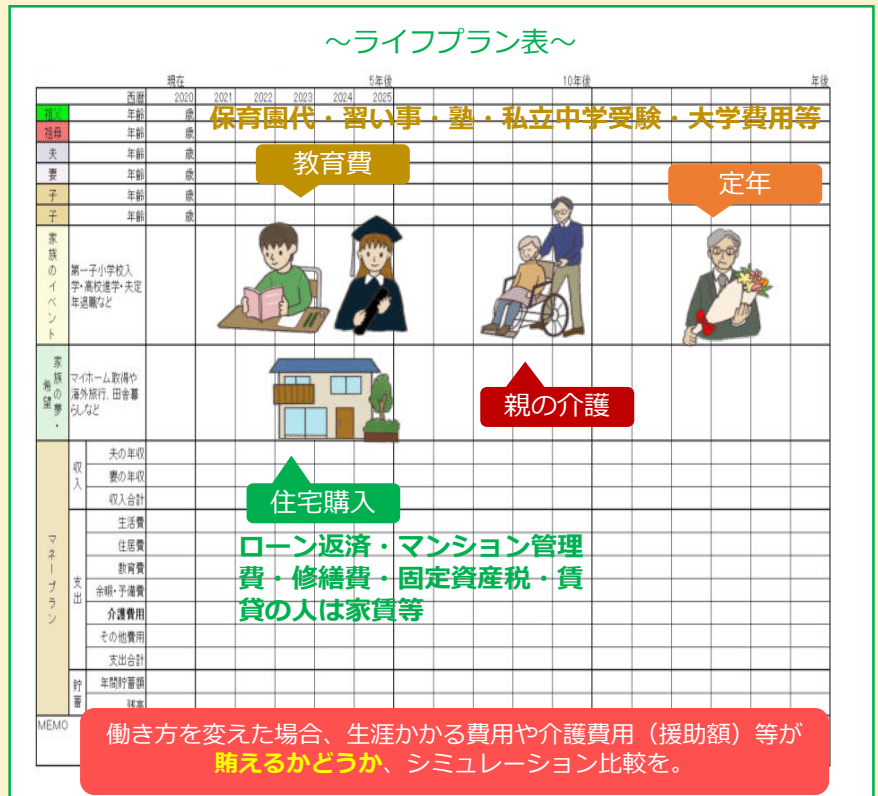 ～ライフプラン表～
現在 5年後 10年後 年後
西暦 2020 2021 2022 2023 2024 2025
祖父 年齢 歳
保育園代・習い事・塾・私立中学受験・大学費用等
祖母 年齢 歳
夫 年齢 歳
教育費
妻 年齢 歳
定年
子 年齢 歳
子 年齢 歳
家族のイベント
第一子小学校入
学・高校進学・夫定
年退職など
家族の夢・希望
マイホーム取得や
海外旅行、田舎暮
らしなど
親の介護
マネープラン
収入
夫の年収
妻の年収
収入合計
住宅購入
ローン返済・マンション管理
費・修繕費・固定資産税・賃
貸の人は家賃等
支出
生活費
住居費
教育費
余暇・予備費
介護費用
その他費用
支出合計
貯蓄
年間貯蓄額
MEMO
働き方を変えた場合、生涯かかる費用や介護費用（援助額）等が
賄えるかどうか、シミュレーション比較を。